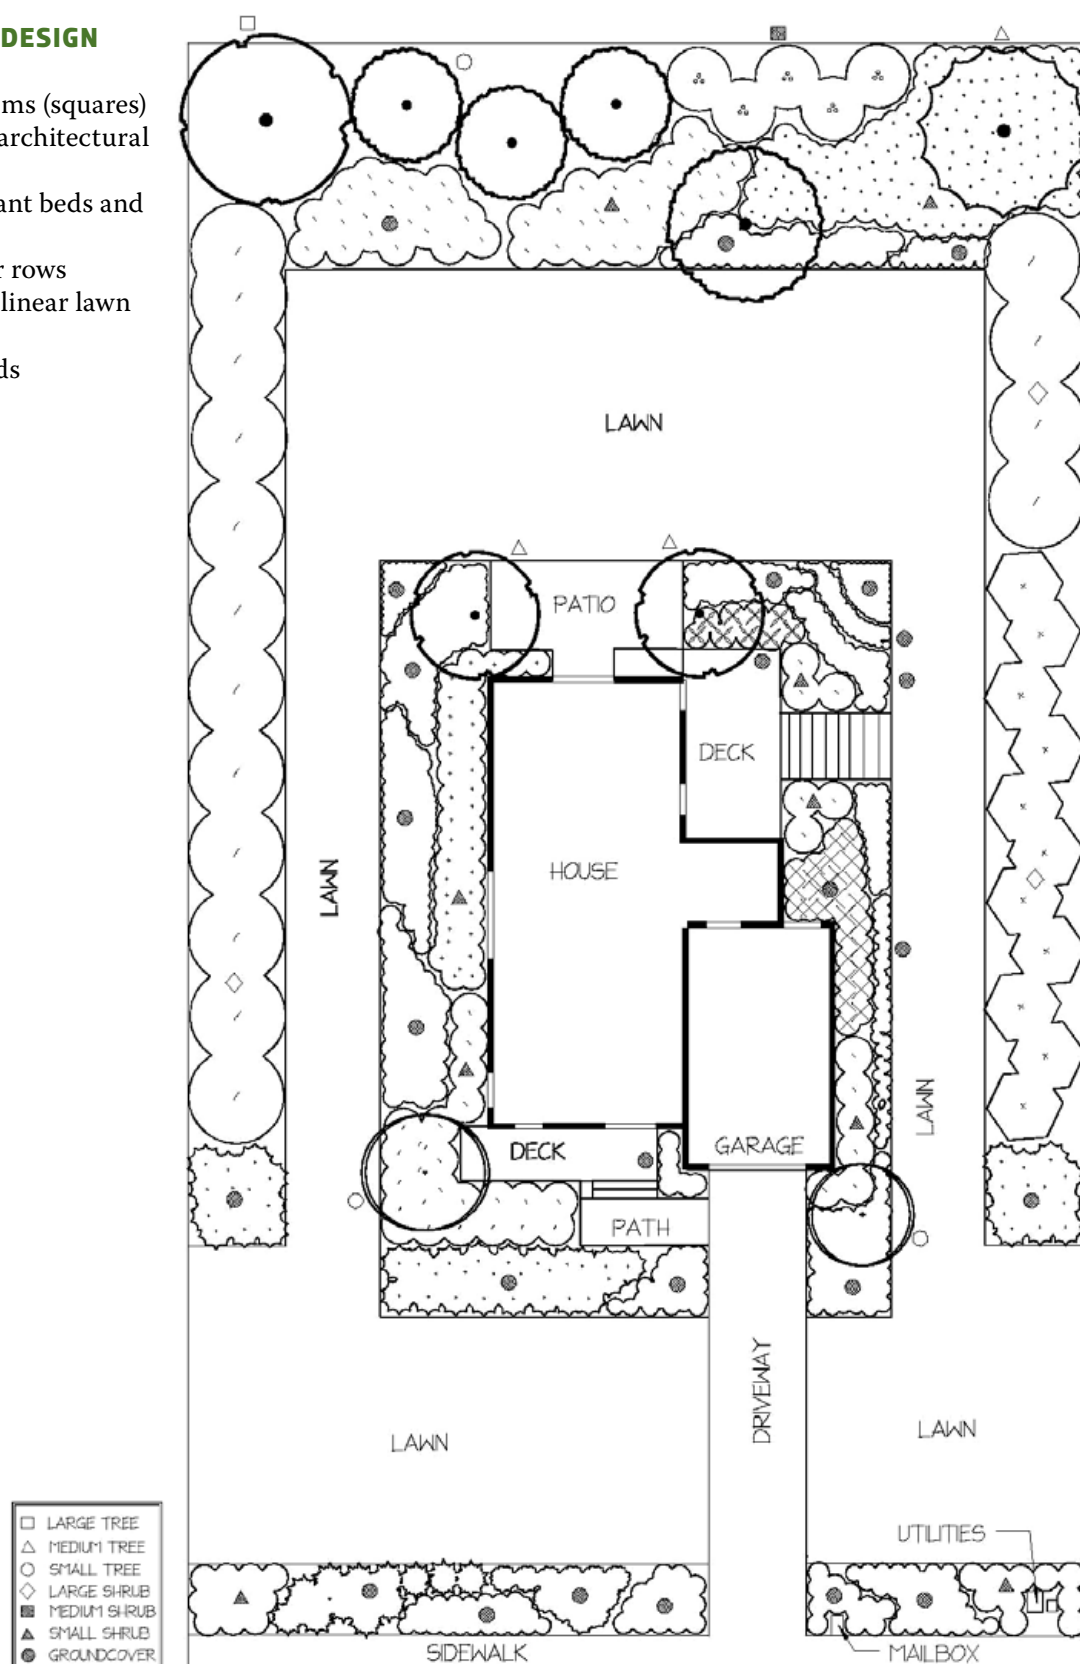 DESIGN
ms (squares)
architectural
ant beds and
r rows
linear lawn
ds
LAWN
PATIO
DECK
HOUSE
LAWN
LAWN
DECK
GARAGE
PATH
DRIVEWAY
LAWN
LAWN
UTILITIES
LARGE TREE
MEDIUM TREE
SMALL TREE
LARGE SHRUB
MEDIUM SHRUB
SMALL SHRUB
GROUNDCOVER
SIDEWALK
MAILBOX